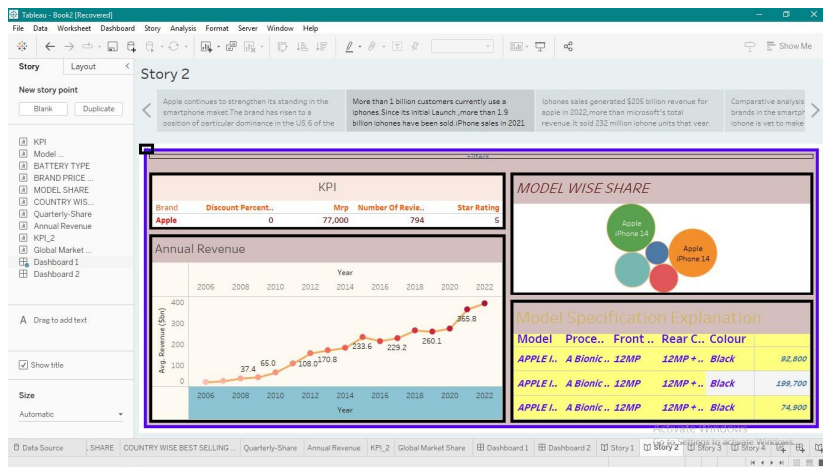 Tableau - Book2 [Recovered]
File Data Worksheet Dashboard Story Analysis Format Server Window Help
Show Me
Story Layout
New story point
Blank Duplicate
KPI
Model ...
BATTERY TYPE
BRAND PRICE ...
MODEL SHARE
COUNTRY WIS...
Quarterly-Share
Annual Revenue
KPI_2
Global Market ...
Dashboard 1
Dashboard 2
A Drag to add text
Show title
Size
Automatic
Story 2
Apple continues to strengthen its standing in the
smartphone maket.The brand has risen to a
position of particular dominance in the US.6 of the
More than 1 billion customers currently use a
iphones.Since its initial Launch ,more than 1.9
billion iohones have been sold.iPhone sales in 2021
Iphones sales generated $205 billion revenue for
apple in 2022,more than microsoft's total
revenue.It sold 232 million iphone units that year.
Comparative analysis
brands in the smartpr
iphone is vet to make
Filters
KPI
Brand Discount Percent.. Mrp Number Of Revie.. Star Rating
Apple 0 77,000 794 5
Annual Revenue
Year
2006 2008 2010 2012 2014 2016 2018 2020 2022
Avg. Revenue ($bn)
400
300
200
100
0
37.4 65.0 108.0 170.8 233.6 229.2 260.1 365.8
2006 2008 2010 2012 2014 2016 2018 2020 2022
Year
MODEL WISE SHARE
Apple
iPhone 14
Apple
iPhone 14
Model Specification Explanation
Model Proce.. Front .. Rear C.. Colour
APPLE I.. A Bionic .. 12MP 12MP + .. Black 92,800
APPLE I.. A Bionic .. 12MP 12MP + .. Black 199,700
APPLE I.. A Bionic .. 12MP 12MP + .. Black 74,900
Activate Windows
Go to Settings to activate Windows.
Data Source . SHARE COUNTRY WISE BEST SELLING ... Quarterly-Share Annual Revenue KPI_2 Global Market Share Dashboard 1 Dashboard 2 Story 1 Story 2 Story 3 Story 4